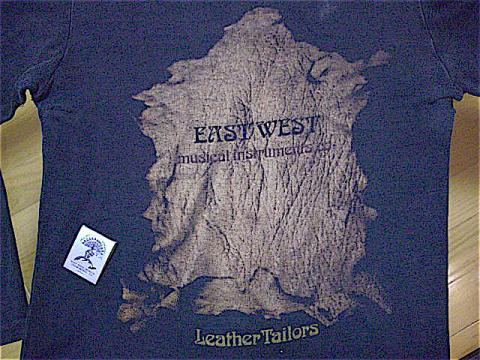 EAST WEST
musical instruments co.
Leather Tailors